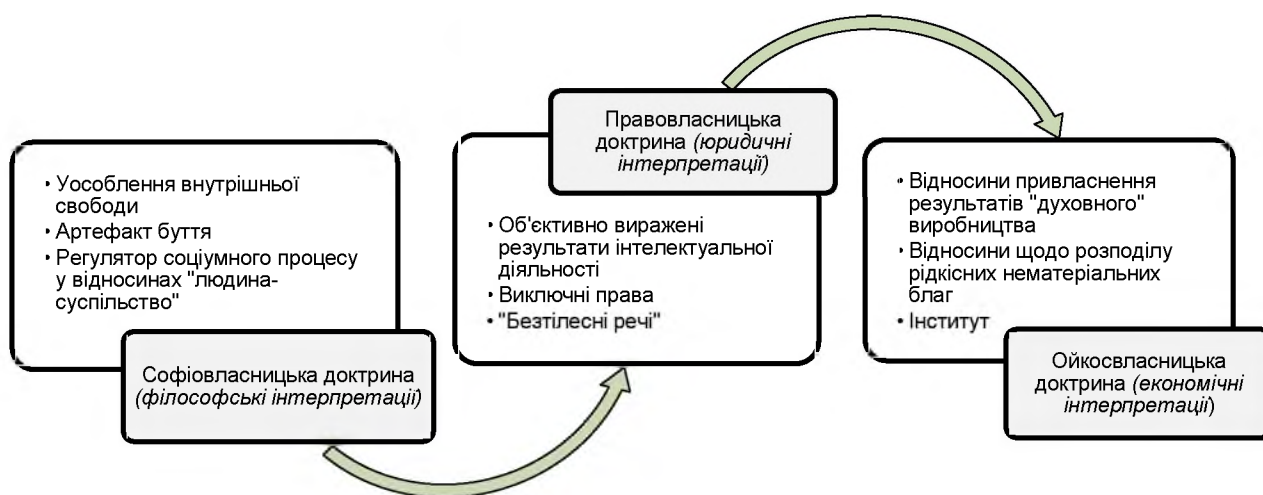 • Уособлення внутрішньої
свободи
• Артефакт буття
• Регулятор соціумного процесу
у відносинах "людина-
суспільство"
Софіовласницька доктрина
(філософські інтерпретації)
Правовласницька
доктрина (юридичні
інтерпретації)
• Об'єктивно виражені
результати інтелектуальної
діяльності
• Виключні права
• "Безтілесні речі"
• Відносини привласнення
результатів "духовного"
виробництва
• Відносини щодо розподілу
рідкісних нематеріальних
благ
• Інститут
Ойкосвласницька
доктрина (економічні
інтерпретації)